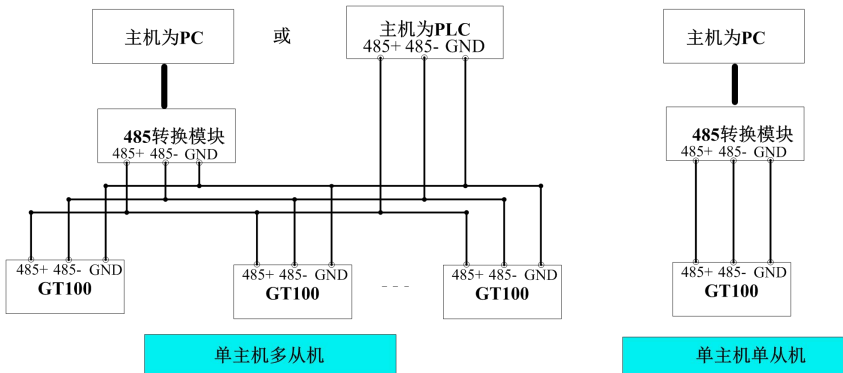 主机为PC
或
主机为PLC
485+ 485- GND
485转换模块
485+ 485- GND
485+ 485- GND
GT100
485+ 485- GND
GT100
- - -
485+ 485- GND
GT100
单主机多从机
主机为PC
485转换模块
485+ 485- GND
485+ 485- GND
GT100
单主机单从机